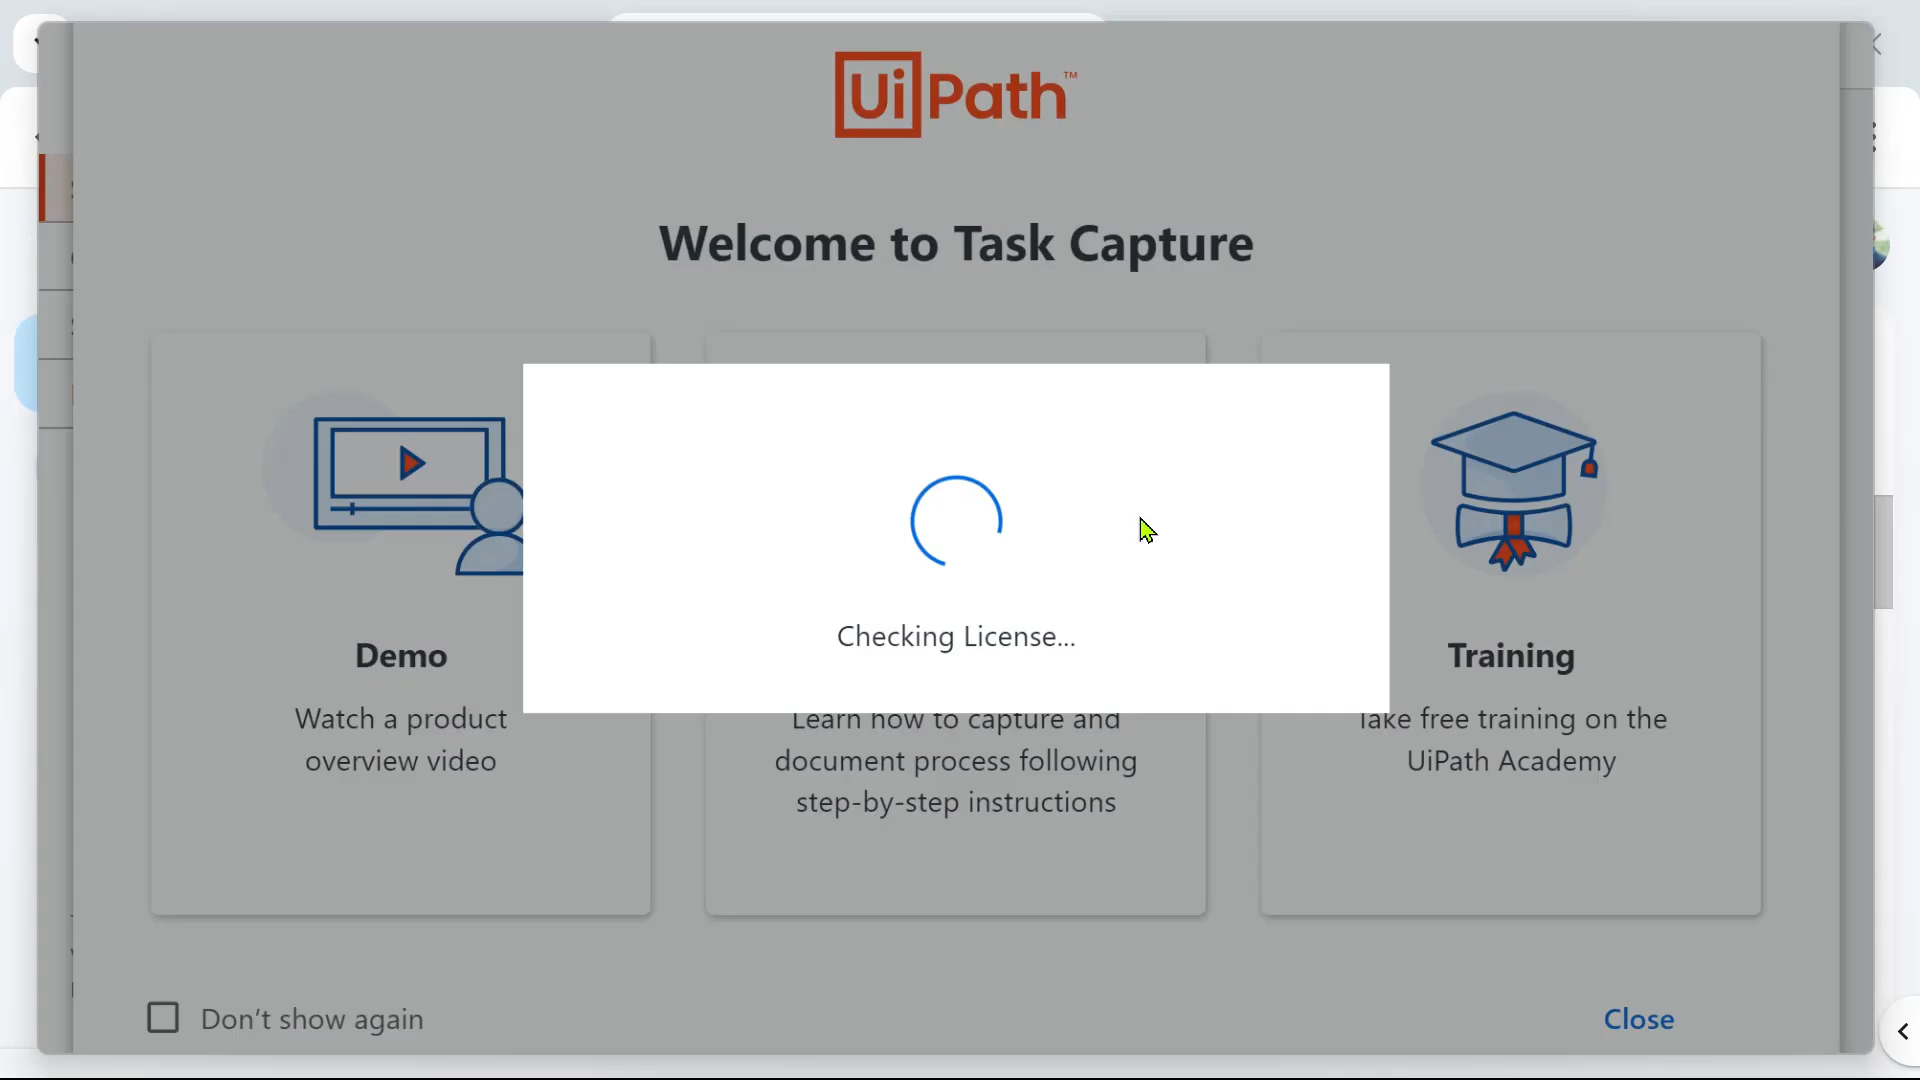 UiPath™
Welcome to Task Capture
Checking License...
Demo
Watch a product
overview video
Learn how to capture and
document process following
step-by-step instructions
Training
Take free training on the
UiPath Academy
Don't show again
Close